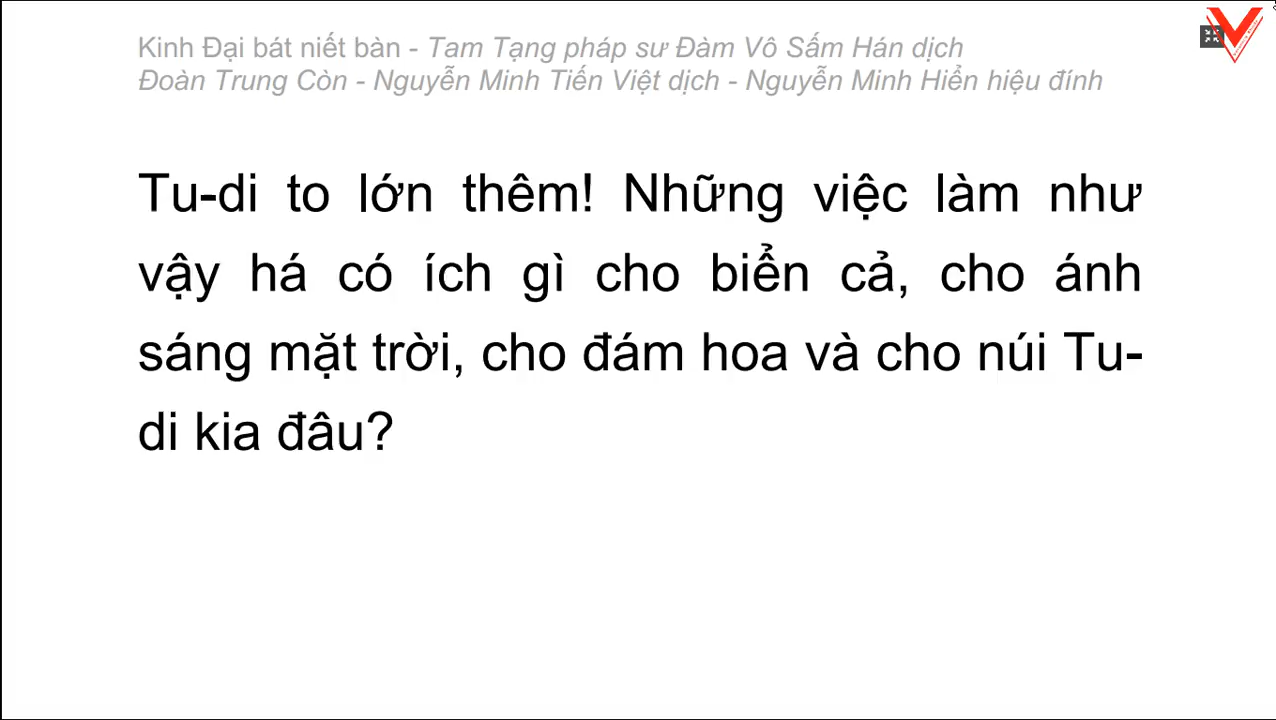 Kinh Đại bát niết bàn - Tam Tạng pháp sư Đàm Vô Sấm Hán dịch
Đoàn Trung Còn - Nguyễn Minh Tiến Việt dịch - Nguyễn Minh Hiển hiệu đính
Tu-di to lớn thêm! Những việc làm như
vậy há có ích gì cho biển cả, cho ánh
sáng mặt trời, cho đám hoa và cho núi Tu-
di kia đâu?